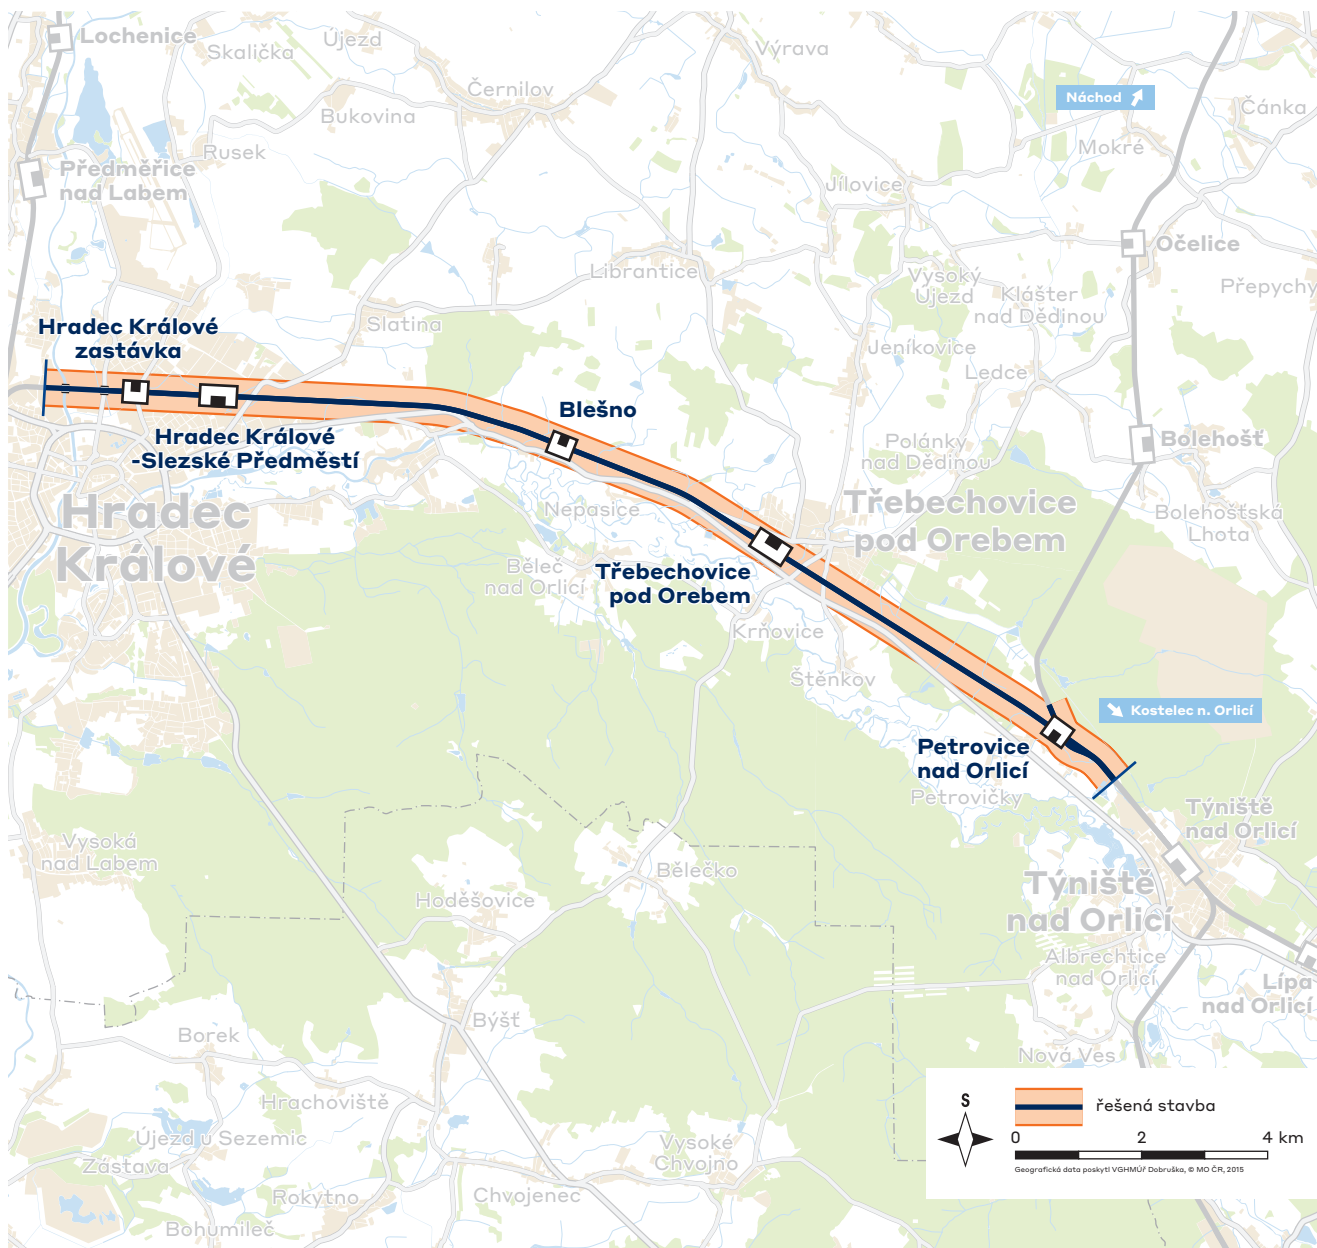 Lochenice
Skalička
Újezd
Výrava
Černilov
Náchod
Čánka
Bukovina
Mokré
Rusek
Předměřice
nad Labem
Jílovice
Očelice
Librantice
Vysoký
Újezd
Klášter
nad Dědinou
Přepychy
Slatina
Hradec Králové
zastávka
Jeníkovice
Ledce
Blešno
Hradec Králové
-Slezské Předměstí
Polánky
nad Dědinou
Bolehošť
Nepasice
Třebechovice
pod Orebem
Bolehošťská
Lhota
Hradec
Králové
Běleč
nad Orlicí
Třebechovice
pod Orebem
Krňovice
Štěnkov
Kostelec n. Orlicí
Petrovice
nad Orlicí
Petrovičky
Týniště
nad Orlicí
Vysoká
nad Labem
Bělečko
Týniště
nad Orlicí
Hoděšovice
Albrechtice
nad Orlicí
Lípa
nad Orlicí
Býšť
Borek
Nová Ves
Hrachoviště
Újezd u Sezemic
Zástava
Vysoké
Chvojno
Rokytno
Chvojenec
Bohumileč
S
řešená stavba
0 2 4 km
Geografická data poskytl VGHMÚř Dobruška, © MO ČR, 2015